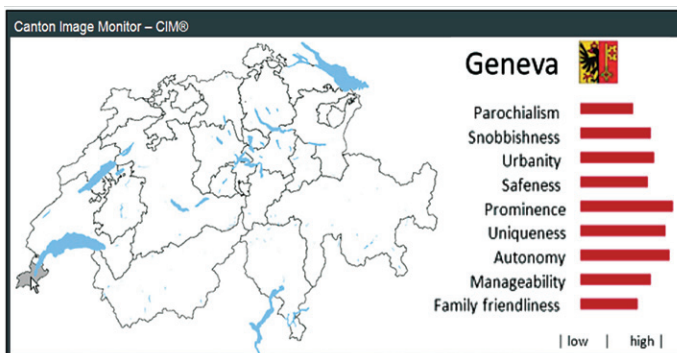 Canton Image Monitor – CIM®
Geneva
Parochialism
Snobbishness
Urbanity
Safeness
Prominence
Uniqueness
Autonomy
Manageability
Family friendliness
| low | high |